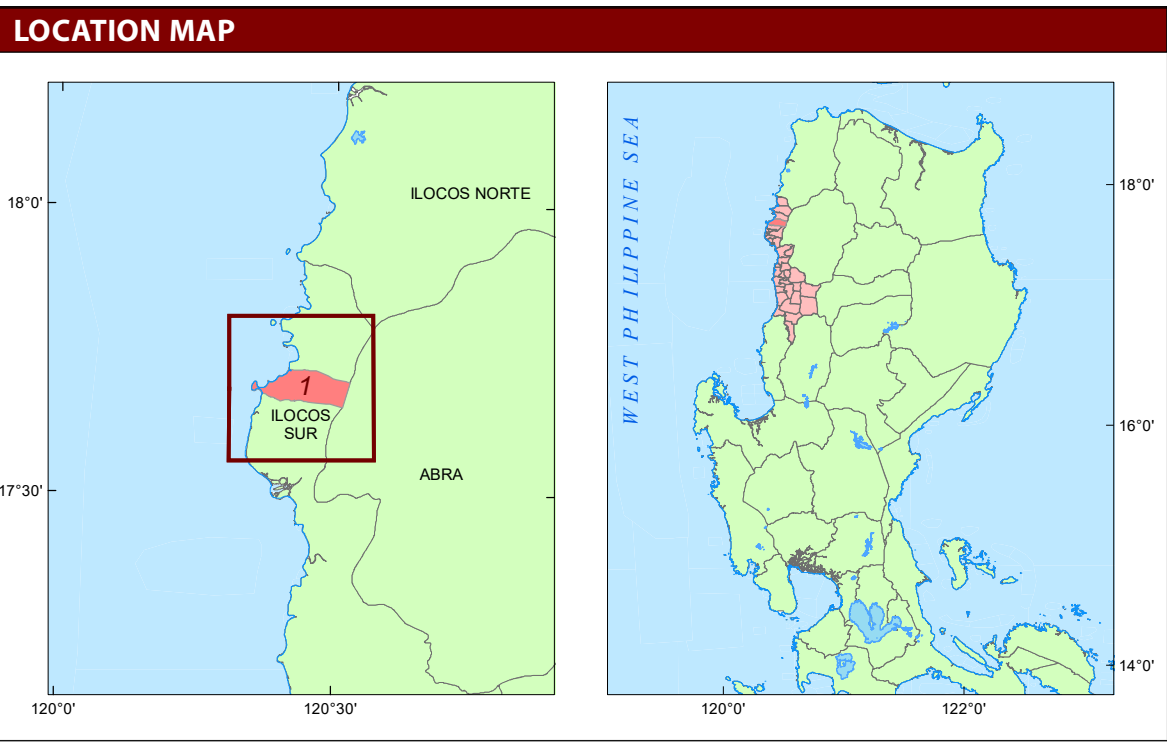 LOCATION MAP
ILOCOS NORTE
18°0'
1
ILOCOS
SUR
ABRA
17°30'
120°0'
120°30'
WEST PHILIPPINE SEA
18°0'
16°0'
14°0'
120°0'
122°0'